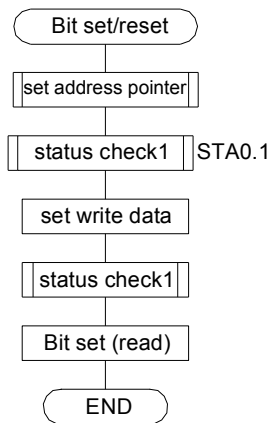 Bit set/reset
set address pointer
status check1 STA0.1
set write data
status check1
Bit set (read)
END